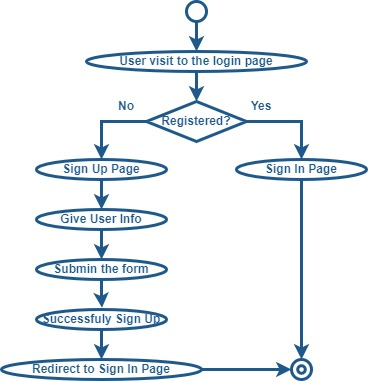 User visit to the login page
No
Yes
Registered?
Sign Up Page
Sign In Page
Give User Info
Submin the form
Successfuly Sign Up
Redirect to Sign In Page